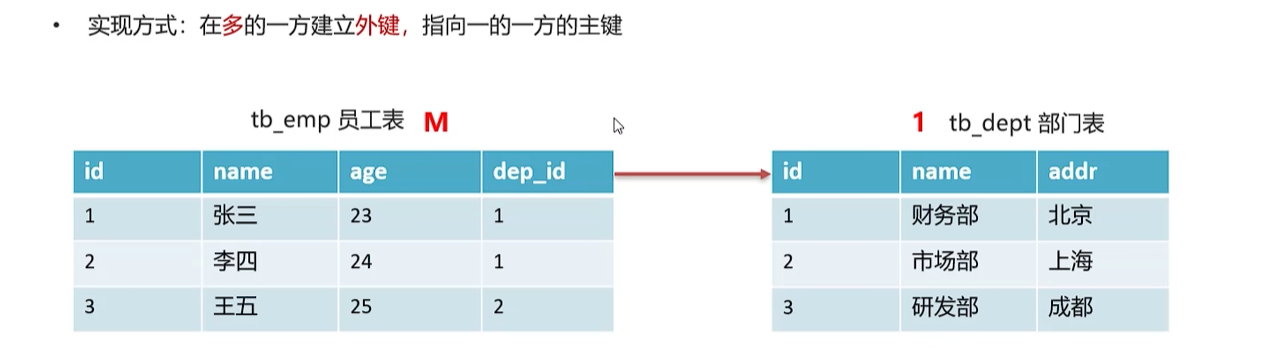 • 实现方式：在多的一方建立外键，指向一的一方的主键
tb_emp 员工表 M
id name age dep_id
1 张三 23 1
2 李四 24 1
3 王五 25 2
1 tb_dept 部门表
id name addr
1 财务部 北京
2 市场部 上海
3 研发部 成都